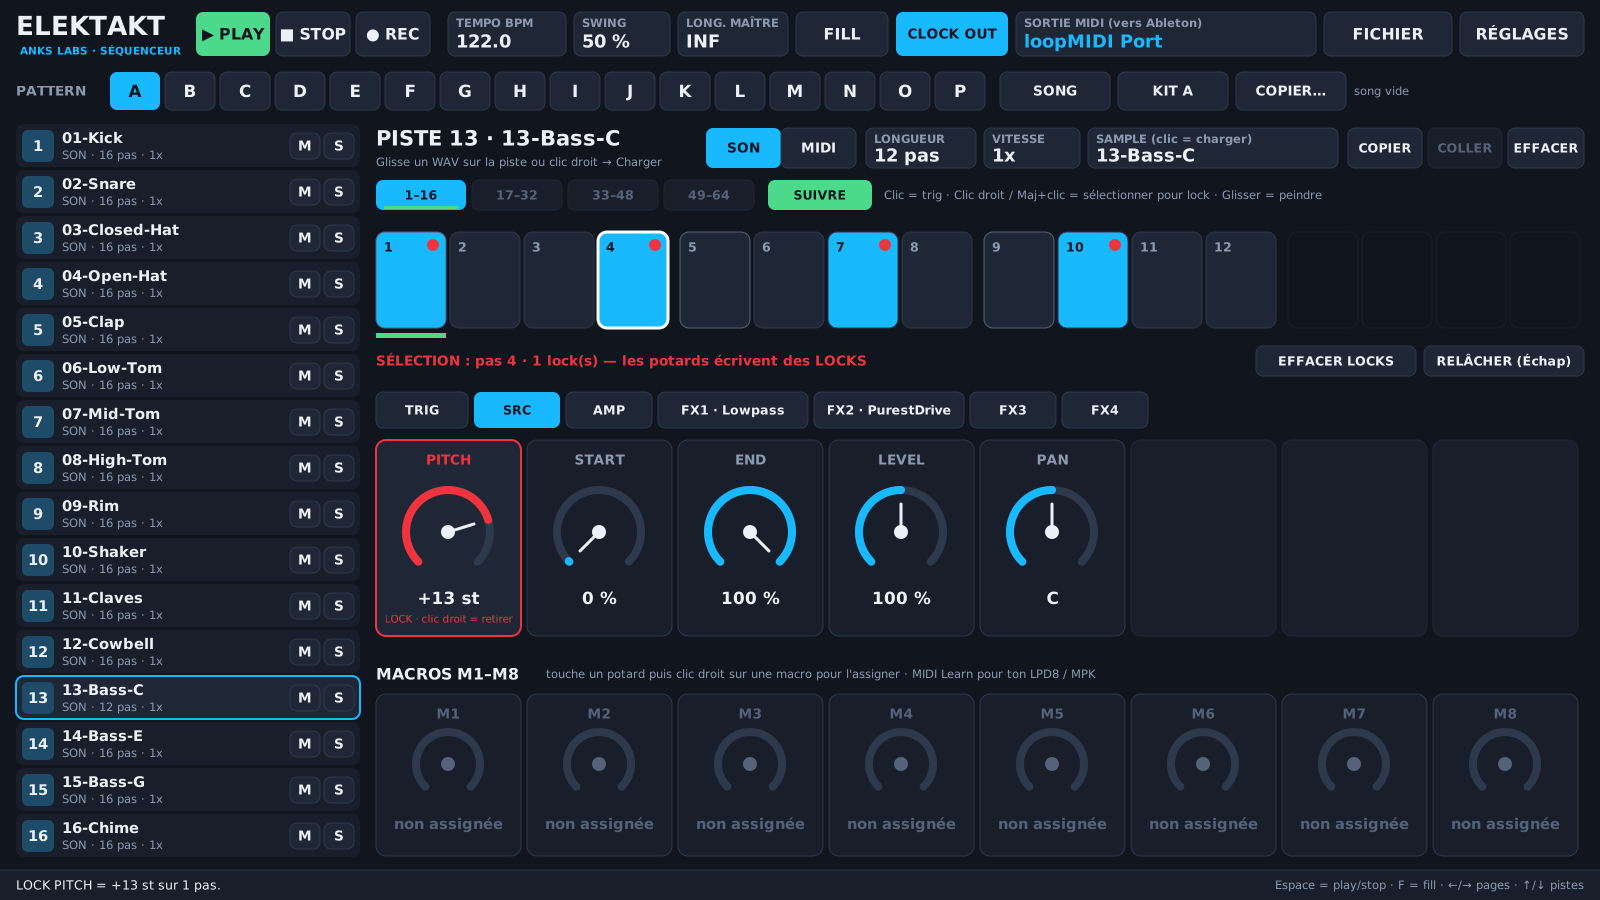 ELEKTAKT
ANKS LABS · SÉQUENCEUR
▶ PLAY
■ STOP
● REC
TEMPO BPM
122.0
SWING
50 %
LONG. MAÎTRE
INF
FILL
CLOCK OUT
SORTIE MIDI (vers Ableton)
loopMIDI Port
FICHIER
RÉGLAGES
PATTERN
A B C D E F G H I J K L M N O P
SONG
KIT A
COPIER...
song vide
1
01-Kick
SON · 16 pas · 1x
M S
2
02-Snare
SON · 16 pas · 1x
M S
3
03-Closed-Hat
SON · 16 pas · 1x
M S
4
04-Open-Hat
SON · 16 pas · 1x
M S
5
05-Clap
SON · 16 pas · 1x
M S
6
06-Low-Tom
SON · 16 pas · 1x
M S
7
07-Mid-Tom
SON · 16 pas · 1x
M S
8
08-High-Tom
SON · 16 pas · 1x
M S
9
09-Rim
SON · 16 pas · 1x
M S
10
10-Shaker
SON · 16 pas · 1x
M S
11
11-Claves
SON · 16 pas · 1x
M S
12
12-Cowbell
SON · 16 pas · 1x
M S
13
13-Bass-C
SON · 12 pas · 1x
M S
14
14-Bass-E
SON · 16 pas · 1x
M S
15
15-Bass-G
SON · 16 pas · 1x
M S
16
16-Chime
SON · 16 pas · 1x
M S
PISTE 13 · 13-Bass-C
Glisse un WAV sur la piste ou clic droit → Charger
SON
MIDI
LONGUEUR
12 pas
VITESSE
1x
SAMPLE (clic = charger)
13-Bass-C
COPIER
COLLER
EFFACER
1–16
17–32
33–48
49–64
SUIVRE
Clic = trig · Clic droit / Maj+clic = sélectionner pour lock · Glisser = peindre
1 2 3 4 5 6 7 8 9 10 11 12
SÉLECTION : pas 4 · 1 lock(s) — les potards écrivent des LOCKS
EFFACER LOCKS
RELÂCHER (Échap)
TRIG
SRC
AMP
FX1 · Lowpass
FX2 · PurestDrive
FX3
FX4
PITCH
+13 st
LOCK · clic droit = retirer
START
0 %
END
100 %
LEVEL
100 %
PAN
C
MACROS M1–M8
touche un potard puis clic droit sur une macro pour l'assigner · MIDI Learn pour ton LPD8 / MPK
M1
non assignée
M2
non assignée
M3
non assignée
M4
non assignée
M5
non assignée
M6
non assignée
M7
non assignée
M8
non assignée
LOCK PITCH = +13 st sur 1 pas.
Espace = play/stop · F = fill · ←/→ pages · ↑/↓ pistes